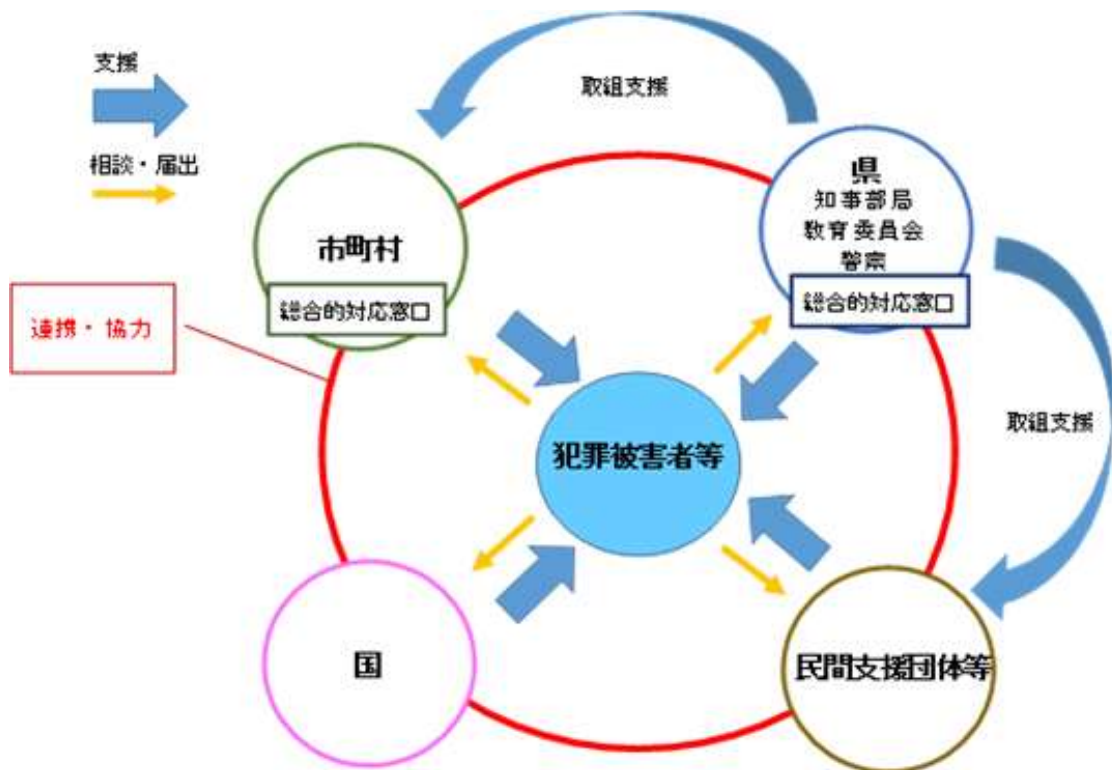 支援
取組支援
相談・届出
県
知事部局
教育委員会
警察
市町村
総合的対応窓口
総合的対応窓口
連携・協力
取組支援
犯罪被害者等
国
民間支援団体等